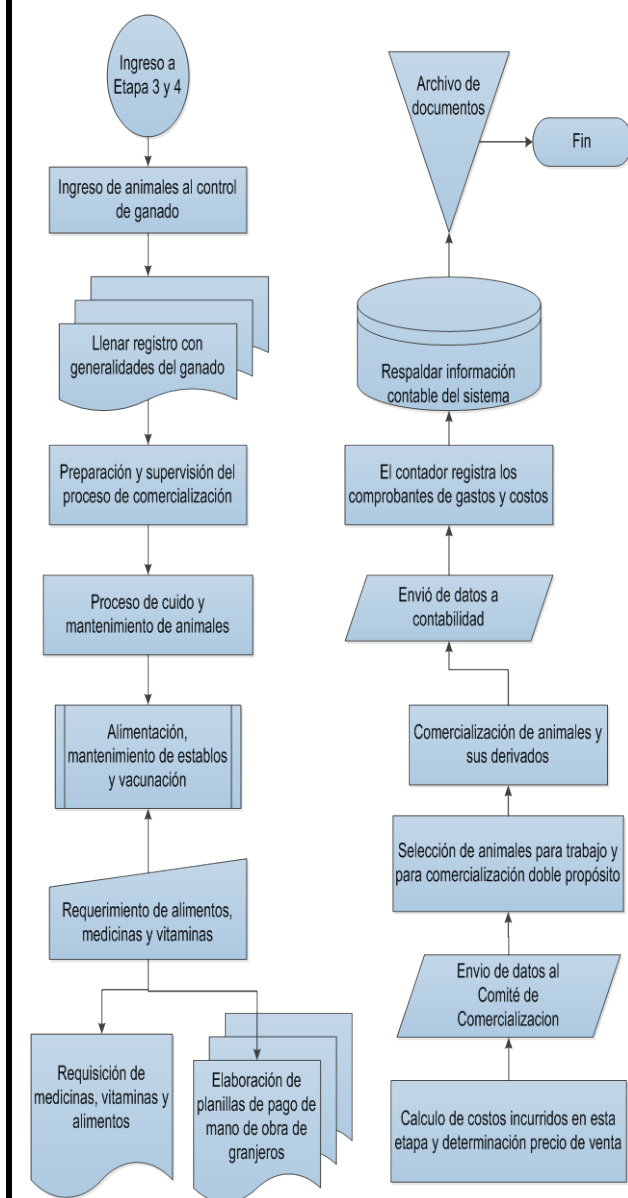 Ingreso a
Etapa 3 y 4
Ingreso de animales al control
de ganado
Llenar registro con
generalidades del ganado
Preparación y supervisión del
proceso de comercialización
Proceso de cuido y
mantenimiento de animales
Alimentación,
mantenimiento de establos
y vacunación
Requerimiento de alimentos,
medicinas y vitaminas
Requisición de
medicinas, vitaminas y
alimentos
Elaboración de
planillas de pago de
mano de obra de
granjeros
Archivo de
documentos
Fin
Respaldar información
contable del sistema
El contador registra los
comprobantes de gastos y costos
Envió de datos a
contabilidad
Comercialización de animales y
sus derivados
Selección de animales para trabajo y
para comercialización doble propósito
Envio de datos al
Comité de
Comercializacion
Calculo de costos incurridos en esta
etapa y determinación precio de venta